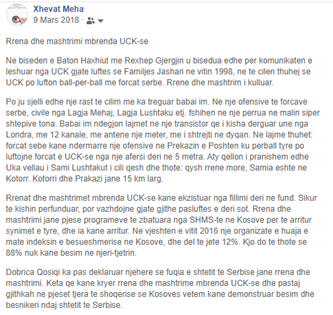 Xhevat Meha
9 Mars 2018 ·
Rrena dhe mashtrimi mbrenda UCK-se
Ne biseden e Baton Haxhiut me Rexhep Gjergjin u bisedua edhe per komunikaten e
leshuar nga UCK gjate luftes se Familjes Jashari ne vitin 1998, ne te cilen thuhej se
UCK po lufton ball-per-ball me forcat serbe. Rrene dhe mashtrim i kulluar.
Po ju sjelli edhe nje rast te cilim me ka treguar babai im. Ne nje ofensive te forcave
serbe, civile nga Lagja Mehaj, Lagja Lushtaku etj. fshihen ne nje perrua ne malin siper
shtepive tona. Babai im ndegjon lajmet ne nje tranzistor qe i kisha derguar une nga
Londra, me 12 kanale, me antene nje meter, me i shtrejti ne dyqan. Ne lajme thuhet:
forcat sebe kane ndermarre nje ofensive ne Prekazin e Poshten ku perball tyre po
luftojne forcat e UCK-se nga nje afersi deri ne 5 metra. Aty qellon i pranishem edhe
Uka vellau i Sami Lushtakut i cili qesh dhe thote: qysh rrene more, Samia eshte ne
Kotorr. Kotorri dhe Prakazi jane 15 km larg.
Rrenat dhe mashtrimet mbrenda UCK-se kane ekzistuar nga fillimi deri ne fund. Sikur
te kishin perfunduar, por vazhdojne gjate gjithe pasluftes e deri sot. Rrena dhe
mashtrimi jane pjese programeve te zbatuara nga SHMS-te ne Kosove per te arritur
synimet e tyre, dhe ia kane arritur. Ne vjeshten e vitit 2016 nje organizate e huaja e
mate indeksin e besueshmerise ne Kosove, dhe del te jete 12%. Kjo do te thote se
88% nuk kane besim ne njeri-tjetrin.
Dobrica Qosiqi ka pas deklaruar njehere se fuqia e shtetit te Serbise jane rrena dhe
mashtrimi. Keta qe kane kryer rrena dhe mashtrime mbrenda UCK-se dhe pastaj
gjithkah ne pjeset tjera te shoqerise se Kosoves vetem kane demonstruar besim dhe
besnikeri ndaj shtetit te Serbise.